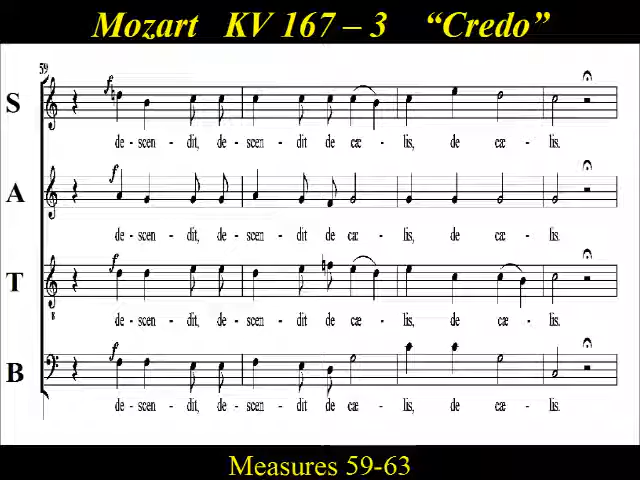 Mozart KV 167 – 3 “Credo”
59
f
S
de - scen - dit, de - scen - dit de cæ - lis, de cæ - lis.
f
A
de - scen - dit, de - scen - dit de cæ - lis, de cæ - lis.
f
T
8
de - scen - dit, de - scen - dit de cæ - lis, de cæ - lis.
f
B
de - scen - dit, de - scen - dit de cæ - lis, de cæ - lis.
Measures 59-63